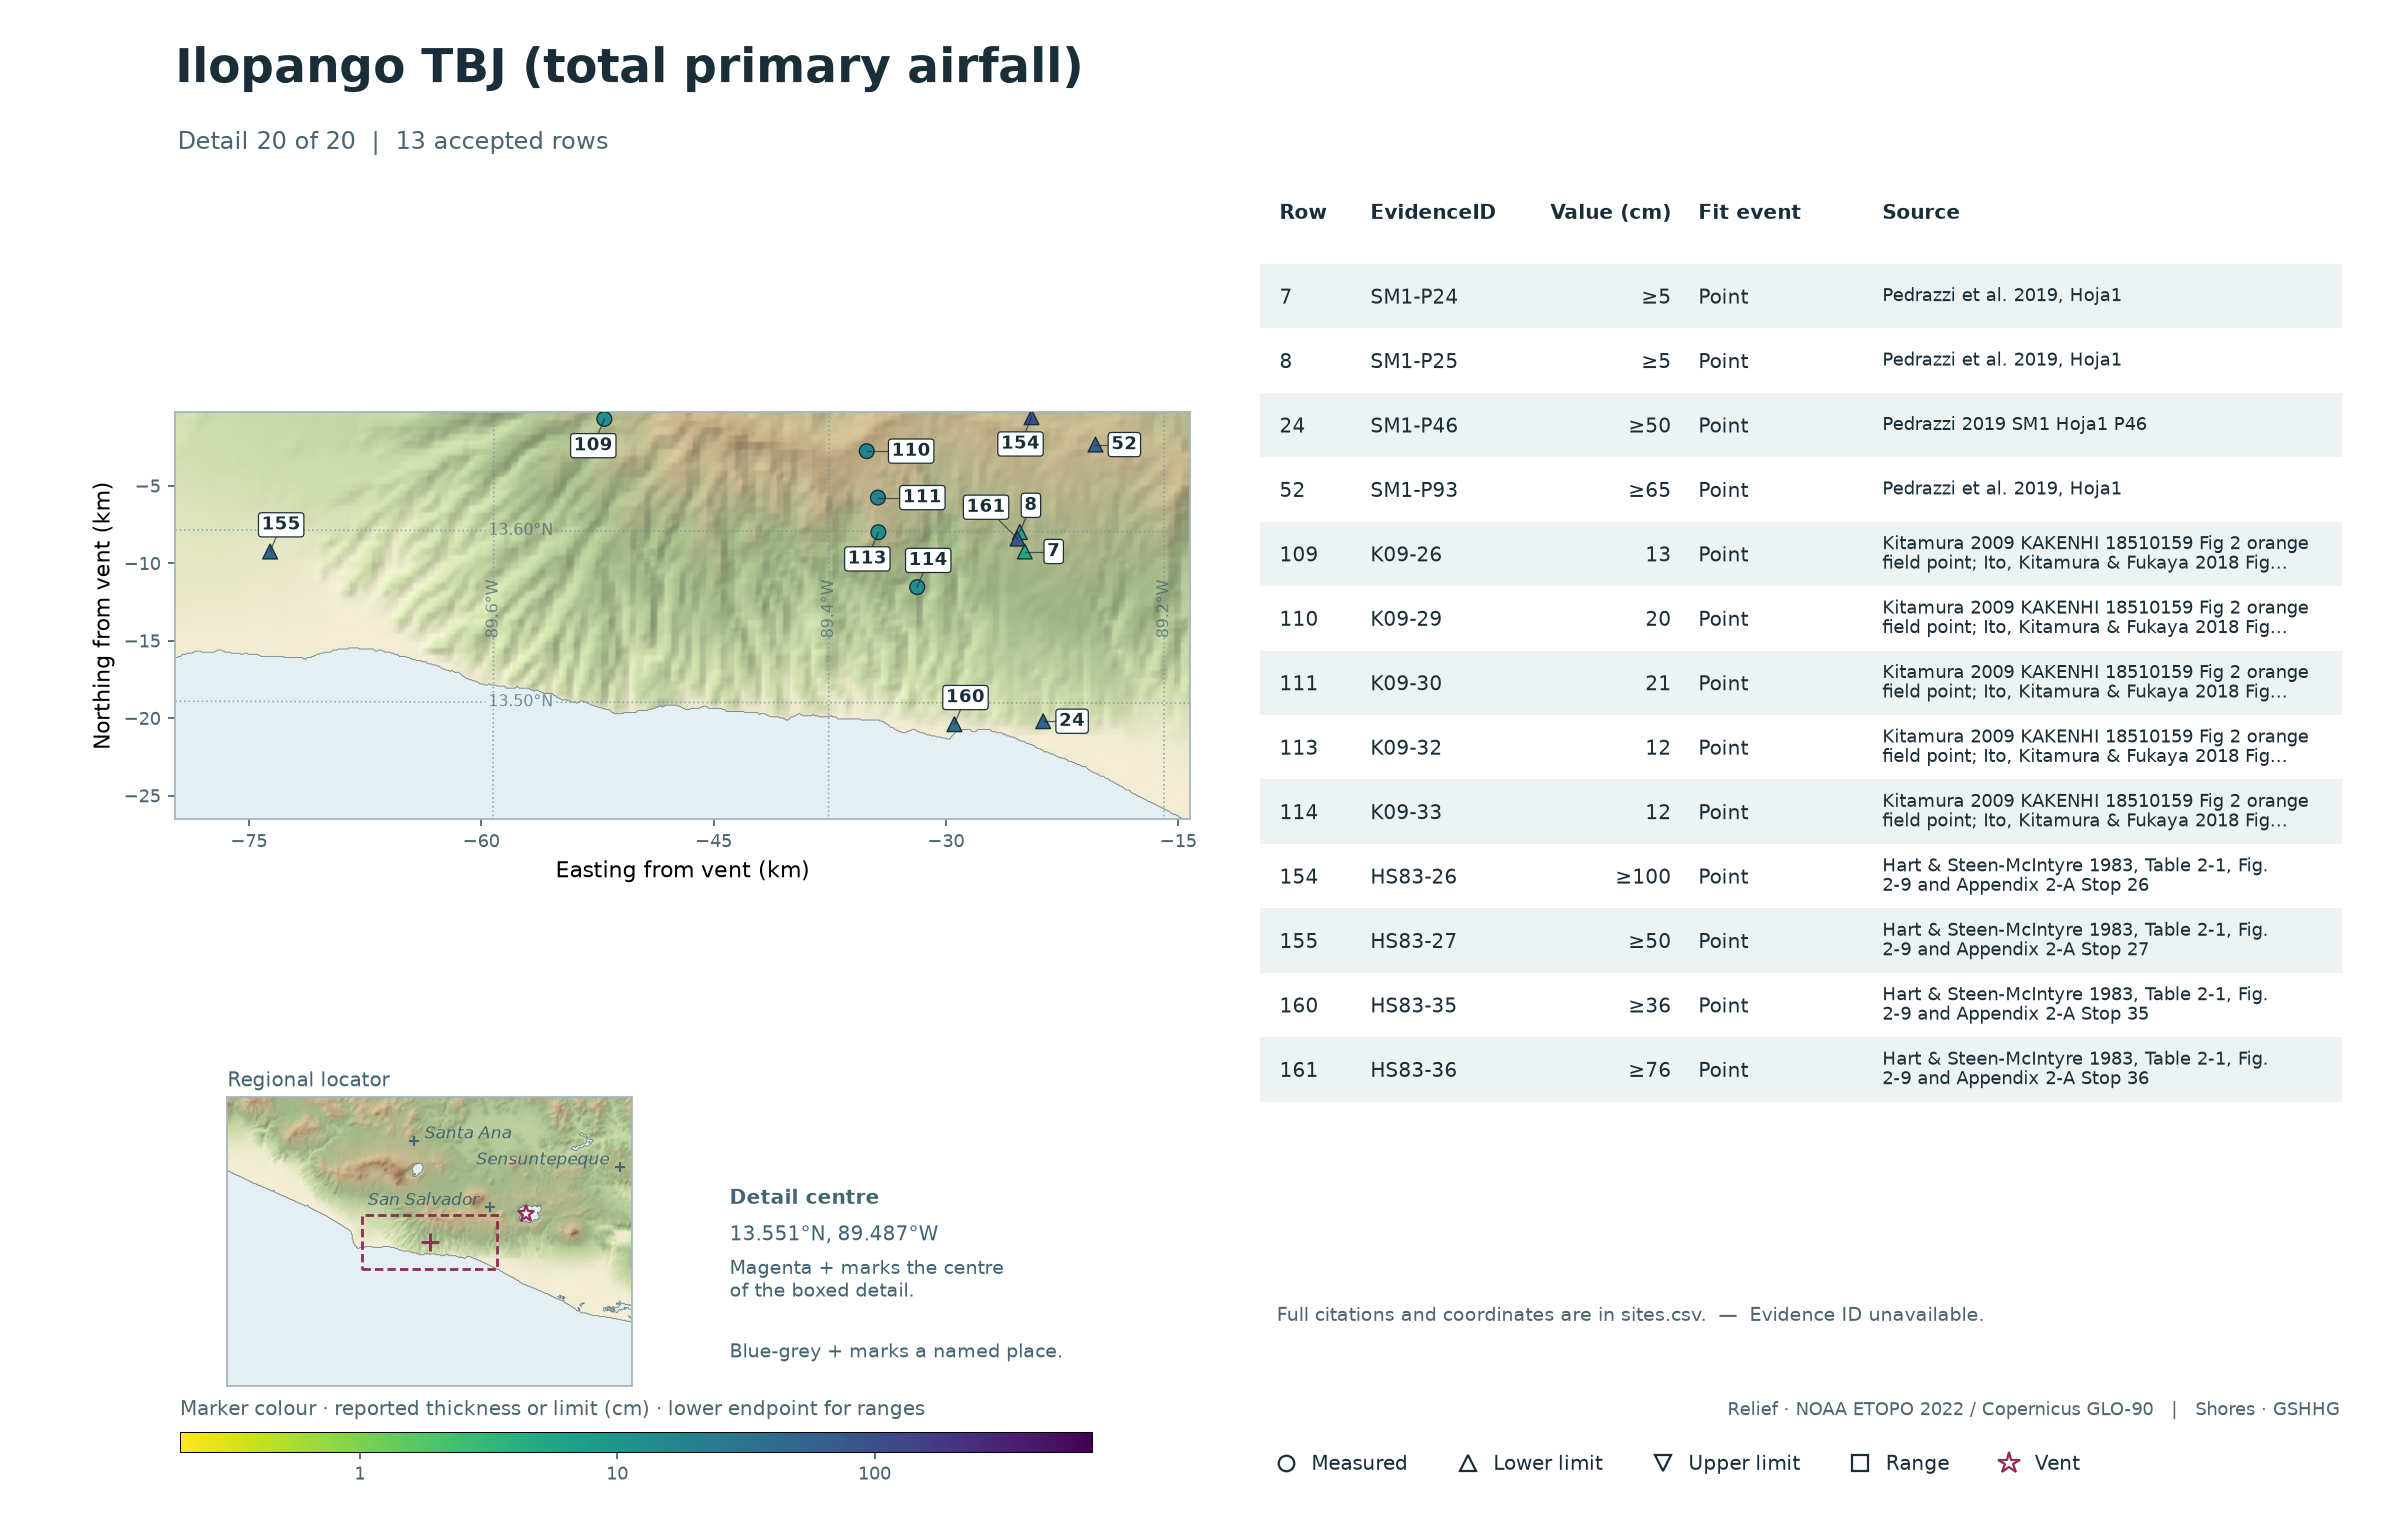 Ilopango TBJ (total primary airfall)
Detail 20 of 20 | 13 accepted rows
Row EvidenceID Value (cm) Fit event Source
7 SM1-P24 ≥5 Point Pedrazzi et al. 2019, Hoja1
8 SM1-P25 ≥5 Point Pedrazzi et al. 2019, Hoja1
24 SM1-P46 ≥50 Point Pedrazzi 2019 SM1 Hoja1 P46
52 SM1-P93 ≥65 Point Pedrazzi et al. 2019, Hoja1
109 K09-26 13 Point Kitamura 2009 KAKENHI 18510159 Fig 2 orange
field point; Ito, Kitamura & Fukaya 2018 Fig...
110 K09-29 20 Point Kitamura 2009 KAKENHI 18510159 Fig 2 orange
field point; Ito, Kitamura & Fukaya 2018 Fig...
111 K09-30 21 Point Kitamura 2009 KAKENHI 18510159 Fig 2 orange
field point; Ito, Kitamura & Fukaya 2018 Fig...
113 K09-32 12 Point Kitamura 2009 KAKENHI 18510159 Fig 2 orange
field point; Ito, Kitamura & Fukaya 2018 Fig...
114 K09-33 12 Point Kitamura 2009 KAKENHI 18510159 Fig 2 orange
field point; Ito, Kitamura & Fukaya 2018 Fig...
154 HS83-26 ≥100 Point Hart & Steen-McIntyre 1983, Table 2-1, Fig.
2-9 and Appendix 2-A Stop 26
155 HS83-27 ≥50 Point Hart & Steen-McIntyre 1983, Table 2-1, Fig.
2-9 and Appendix 2-A Stop 27
160 HS83-35 ≥36 Point Hart & Steen-McIntyre 1983, Table 2-1, Fig.
2-9 and Appendix 2-A Stop 35
161 HS83-36 ≥76 Point Hart & Steen-McIntyre 1983, Table 2-1, Fig.
2-9 and Appendix 2-A Stop 36
109
110
154
52
111
161
8
155
13.60°N
113
114
7
89.6°W
89.4°W
89.2°W
160
13.50°N
24
−5
−10
−15
−20
−25
Northing from vent (km)
−75 −60 −45 −30 −15
Easting from vent (km)
Regional locator
Santa Ana
Sensuntepeque
San Salvador
Detail centre
13.551°N, 89.487°W
Magenta + marks the centre
of the boxed detail.
Blue-grey + marks a named place.
Full citations and coordinates are in sites.csv. — Evidence ID unavailable.
Marker colour · reported thickness or limit (cm) · lower endpoint for ranges
1 10 100
Relief · NOAA ETOPO 2022 / Copernicus GLO-90 | Shores · GSHHG
Measured Lower limit Upper limit Range Vent